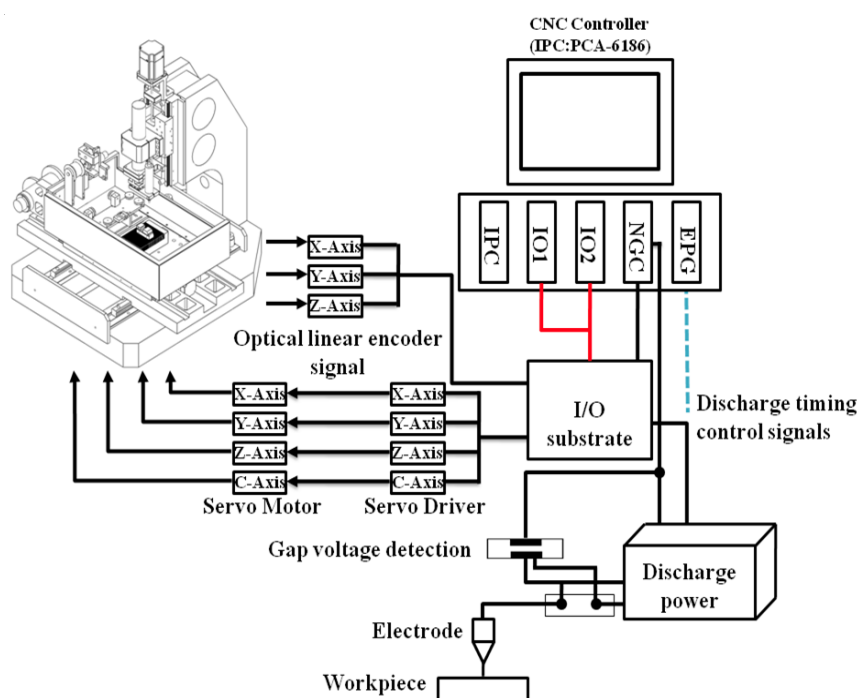 CNC Controller
(IPC:PCA-6186)
IPC
IO1
IO2
NGC
EPG
X-Axis
Y-Axis
Z-Axis
Optical linear encoder
signal
X-Axis
X-Axis
Y-Axis
Y-Axis
Z-Axis
Z-Axis
C-Axis
C-Axis
Servo Motor
Servo Driver
I/O
substrate
Discharge timing
control signals
Gap voltage detection
Discharge
power
Electrode
Workpiece